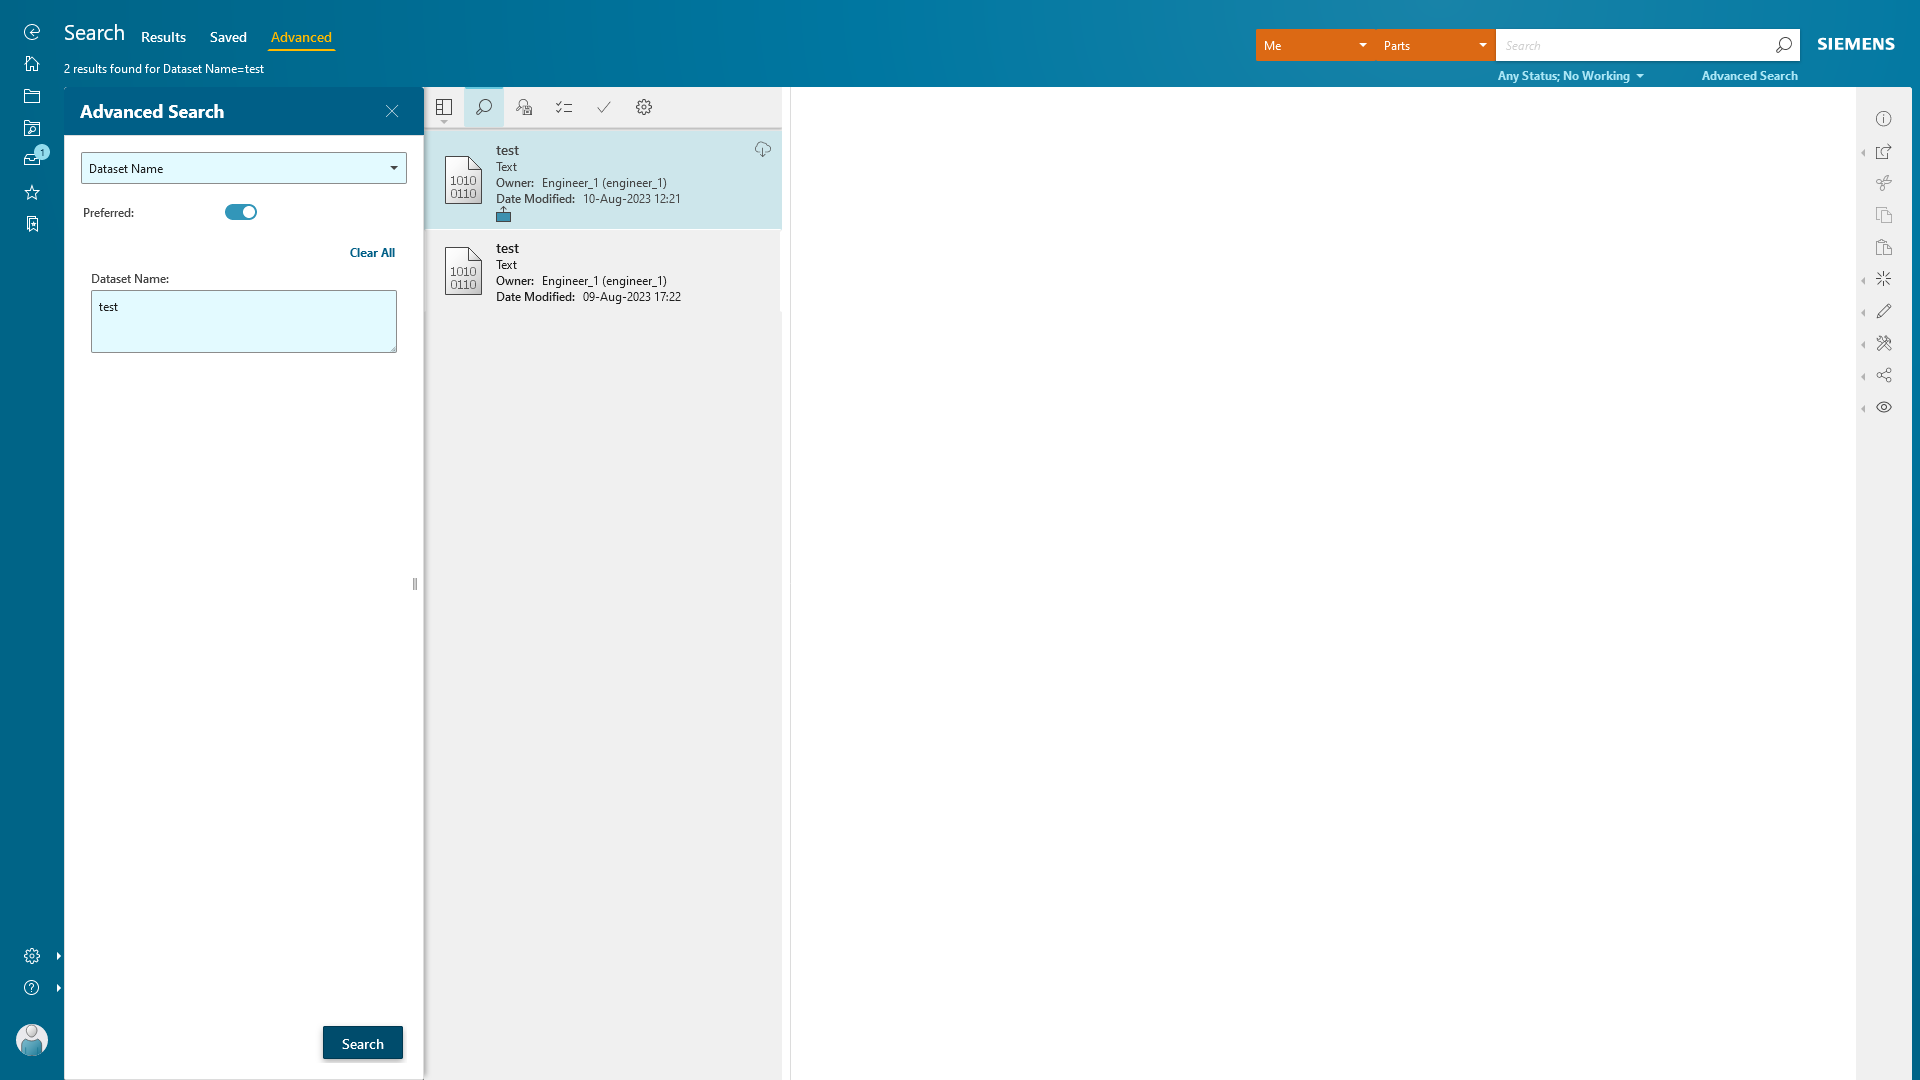 Search
Results
Saved
Advanced
2 results found for Dataset Name=test
Me
Parts
Search
SIEMENS
Any Status; No Working
Advanced Search
1
Advanced Search
Dataset Name
Preferred:
Clear All
Dataset Name:
test
Search
1010
0110
test
Text
Owner: Engineer_1 (engineer_1)
Date Modified: 10-Aug-2023 12:21
1010
0110
test
Text
Owner: Engineer_1 (engineer_1)
Date Modified: 09-Aug-2023 17:22